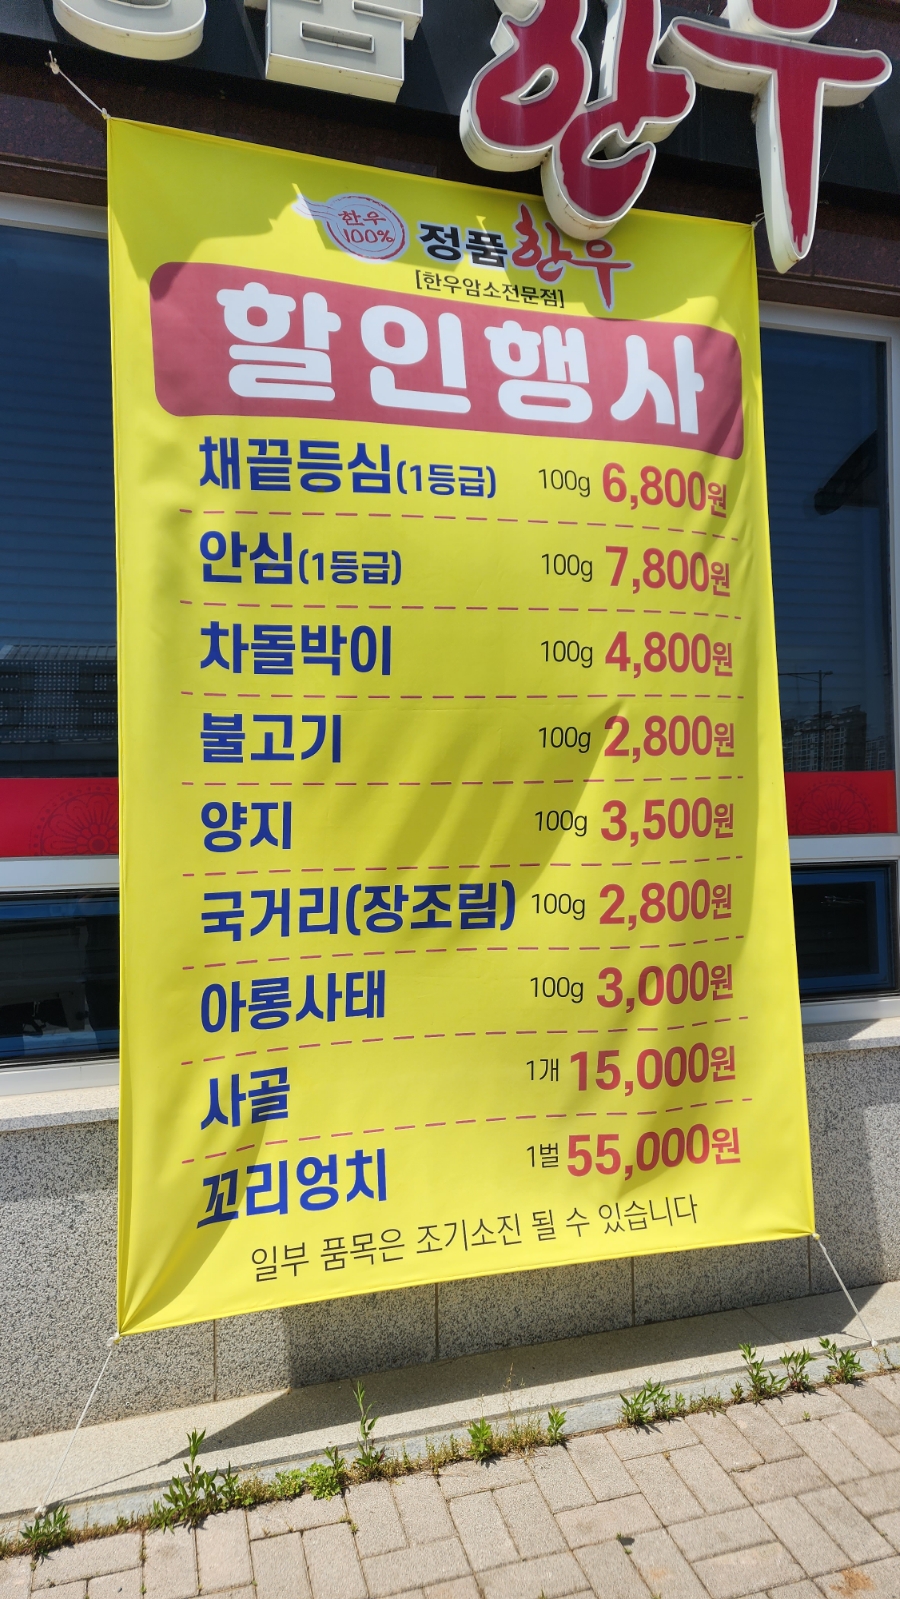 한우
한우
100%
정품한우
[한우암소전문점]
할인행사
채끝등심(1등급) 100g 6,800원
안심(1등급) 100g 7,800원
차돌박이 100g 4,800원
불고기 100g 2,800원
양지 100g 3,500원
국거리(장조림) 100g 2,800원
아롱사태 100g 3,000원
사골 1개 15,000원
꼬리엉치 1벌 55,000원
일부 품목은 조기소진 될 수 있습니다